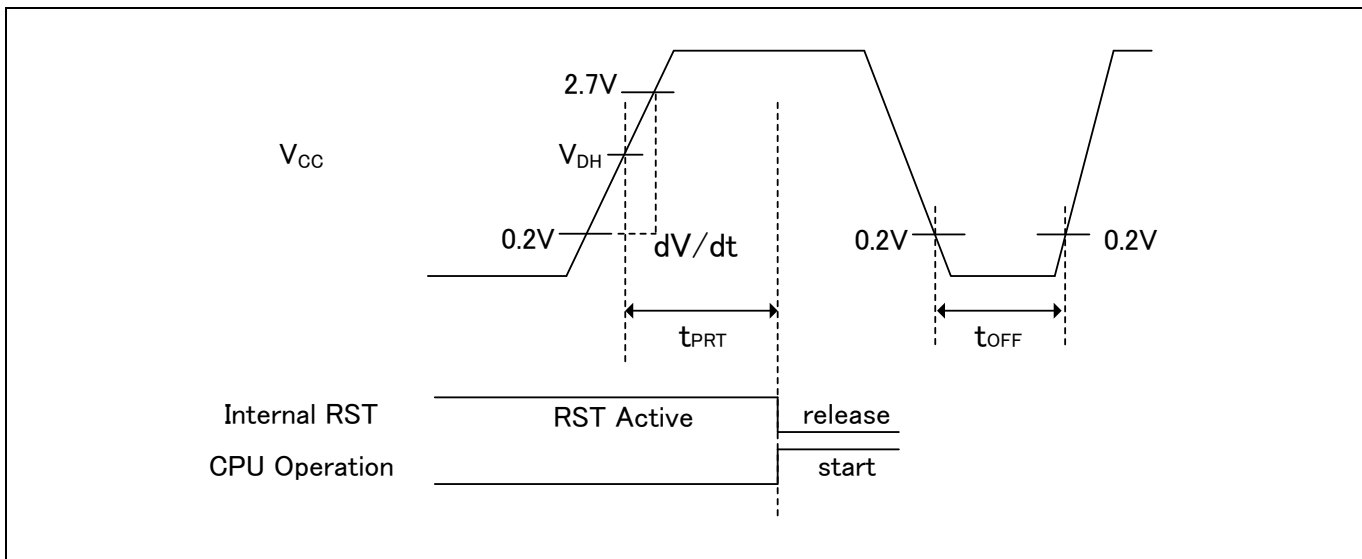 2.7V
VCC
VDH
0.2V
dV/dt
0.2V
0.2V
tPRT
tOFF
Internal RST
RST Active
release
CPU Operation
start